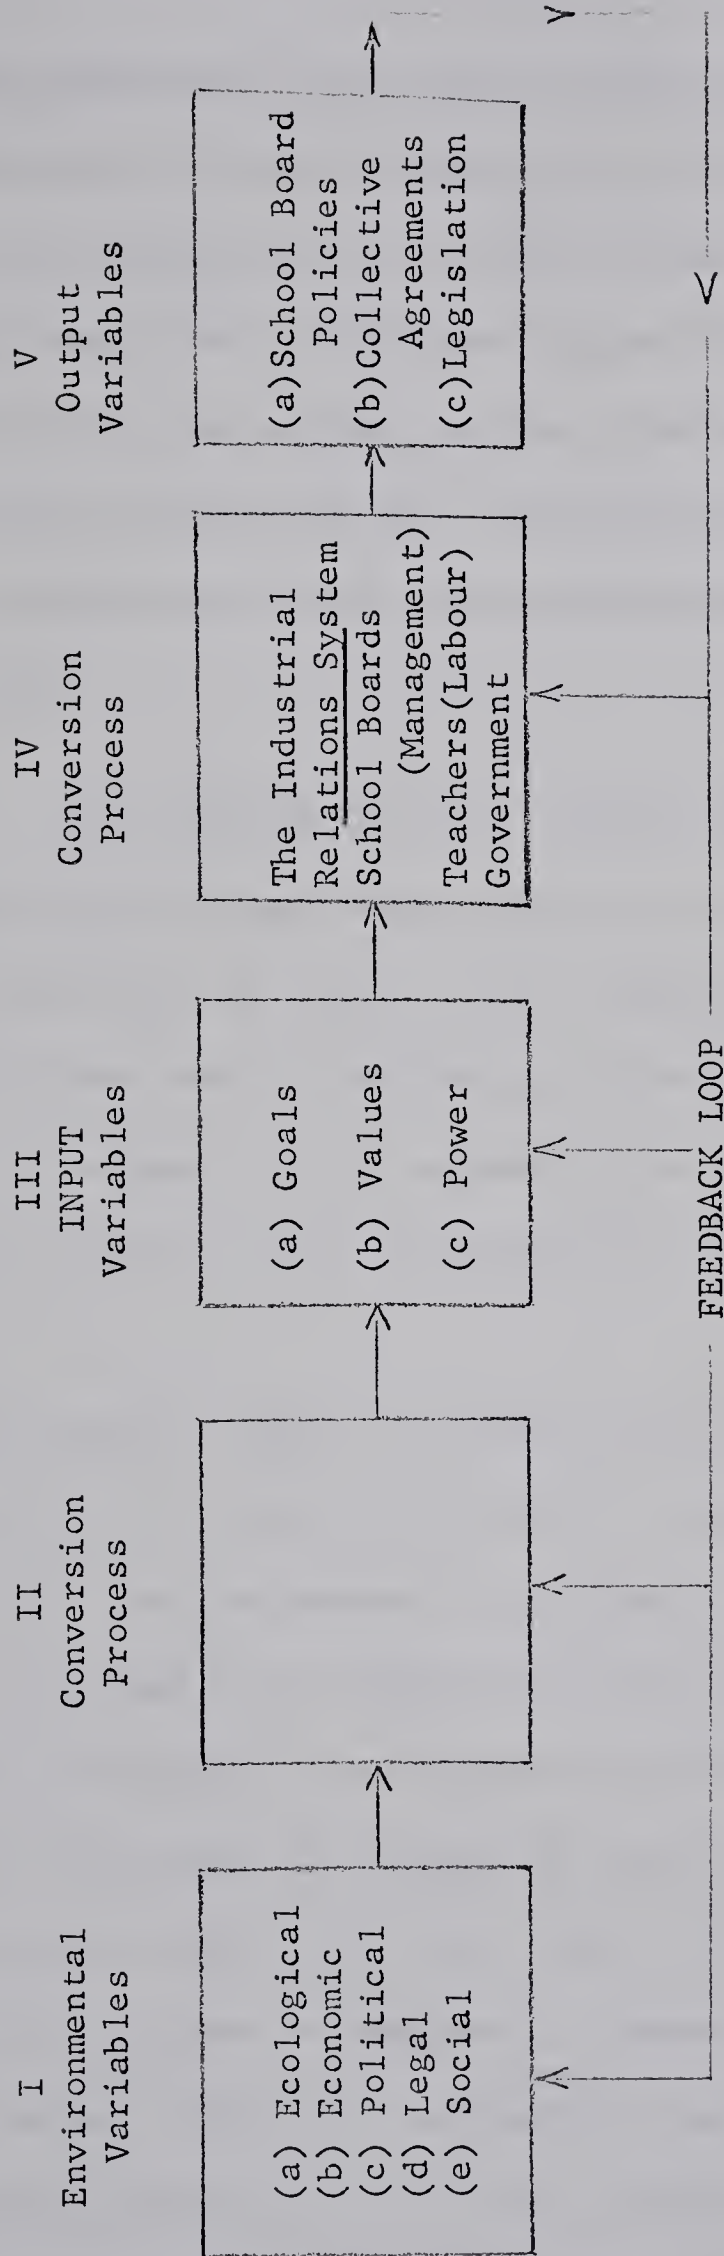 I
Environmental
Variables
(a) Ecological
(b) Economic
(c) Political
(d) Legal
(e) Social
II
Conversion
Process
III
INPUT
Variables
(a) Goals
(b) Values
(c) Power
IV
Conversion
Process
The Industrial
Relations System
School Boards
(Management)
Teachers(Labour)
Government
V
Output
Variables
(a)School Board
Policies
(b)Collective
Agreements
(c)Legislation
FEEDBACK LOOP